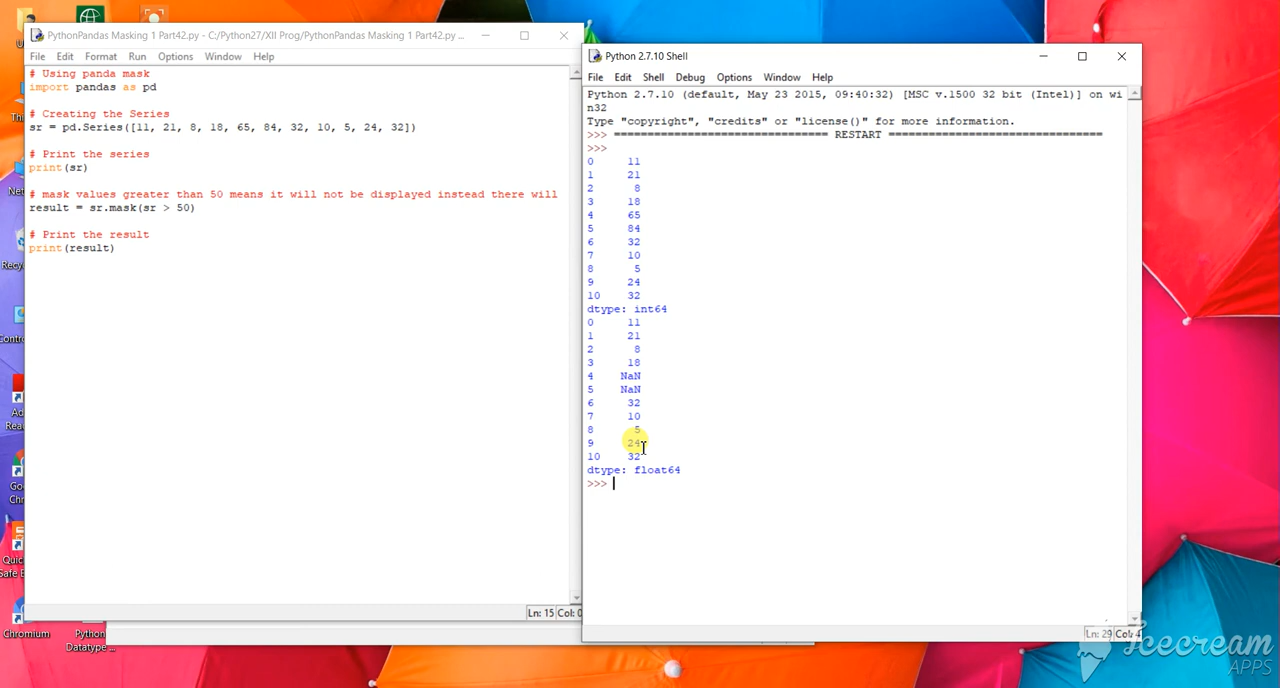 PythonPandas Masking 1 Part42.py - C:/Python27/XII Prog/PythonPandas Masking 1 Part42.py ...
File Edit Format Run Options Window Help
# Using panda mask
import pandas as pd
# Creating the Series
sr = pd.Series([11, 21, 8, 18, 65, 84, 32, 10, 5, 24, 32])
# Print the series
print(sr)
# mask values greater than 50 means it will not be displayed instead there will
result = sr.mask(sr > 50)
# Print the result
print(result)
Ln: 15 Col: 0
Python 2.7.10 Shell
File Edit Shell Debug Options Window Help
Python 2.7.10 (default, May 23 2015, 09:40:32) [MSC v.1500 32 bit (Intel)] on wi
n32
Type "copyright", "credits" or "license()" for more information.
>>> ================================ RESTART ================================
>>>
0 11
1 21
2 8
3 18
4 65
5 84
6 32
7 10
8 5
9 24
10 32
dtype: int64
0 11
1 21
2 8
3 18
4 NaN
5 NaN
6 32
7 10
8 5
9 24
10 32
dtype: float64
>>>
Ln: 29 Col: 4
Chromium
Python
Datatype ...
Icecream
APPS